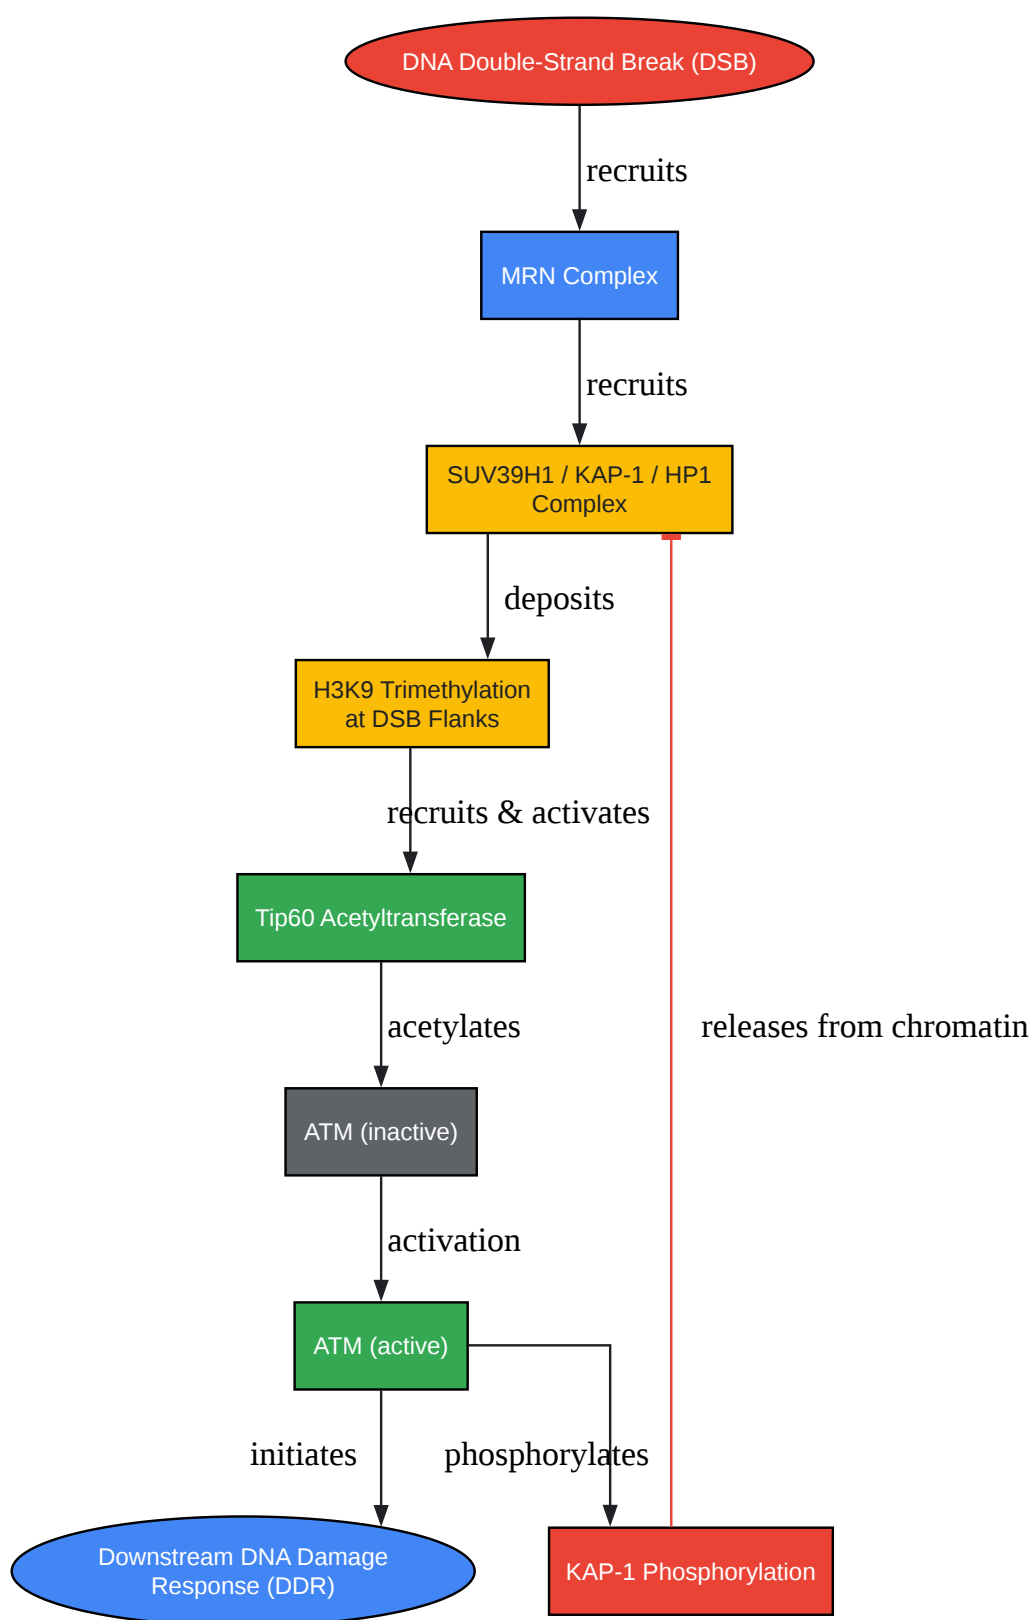 DNA Double-Strand Break (DSB)
recruits
MRN Complex
recruits
SUV39H1 / KAP-1 / HP1
Complex
deposits
H3K9 Trimethylation
at DSB Flanks
recruits & activates
Tip60 Acetyltransferase
acetylates
releases from chromatin
ATM (inactive)
activation
ATM (active)
initiates
phosphorylates
Downstream DNA Damage
Response (DDR)
KAP-1 Phosphorylation